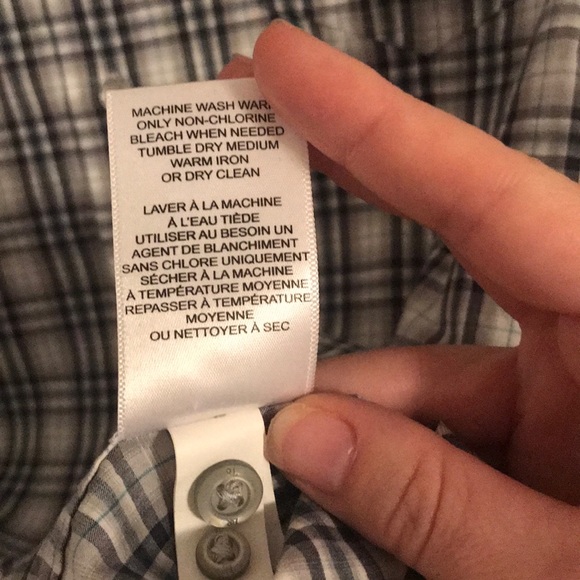 MACHINE WASH WAR
ONLY NON-CHLORINE
BLEACH WHEN NEEDED
TUMBLE DRY MEDIUM
WARM IRON
OR DRY CLEAN
LAVER À LA MACHINE
À L'EAU TIÈDE
UTILISER AU BESOIN UN
AGENT DE BLANCHIMENT
SANS CHLORE UNIQUEMENT
SÉCHER À LA MACHINE
À TEMPÉRATURE MOYENNE
REPASSER À TEMPÉRATURE
MOYENNE
OU NETTOYER À SEC